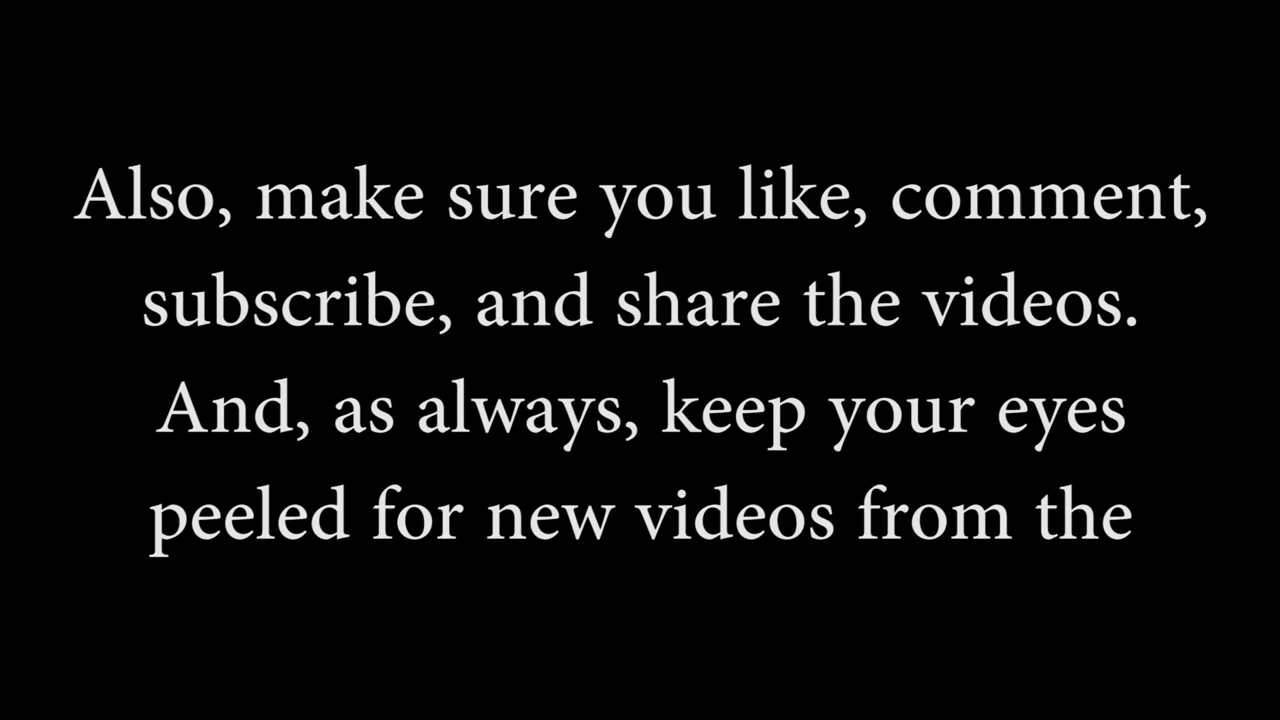 Also, make sure you like, comment,
subscribe, and share the videos.
And, as always, keep your eyes
peeled for new videos from the